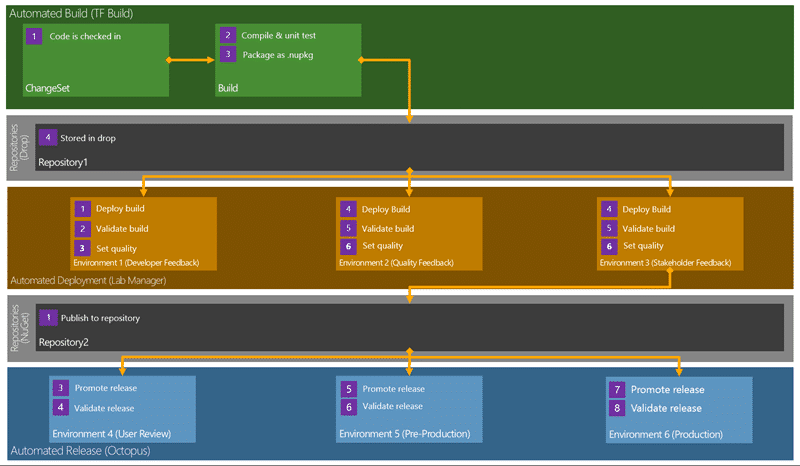 Automated Build (TF Build)
1 Code is checked in
ChangeSet
2 Compile & unit test
3 Package as .nupkg
Build
Repositories
(Drop)
4 Stored in drop
Repository1
1 Deploy build
2 Validate build
3 Set quality
Environment 1 (Developer Feedback)
4 Deploy Build
5 Validate build
6 Set quality
Environment 2 (Quality Feedback)
4 Deploy Build
5 Validate build
6 Set quality
Environment 3 (Stakeholder Feedback)
Automated Deployment (Lab Manager)
Repositories
(NuGet)
Publish to repository
Repository2
3 Promote release
4 Validate release
Environment 4 (User Review)
5 Promote release
6 Validate release
Environment 5 (Pre-Production)
7 Promote release
8 Validate release
Environment 6 (Production)
Automated Release (Octopus)